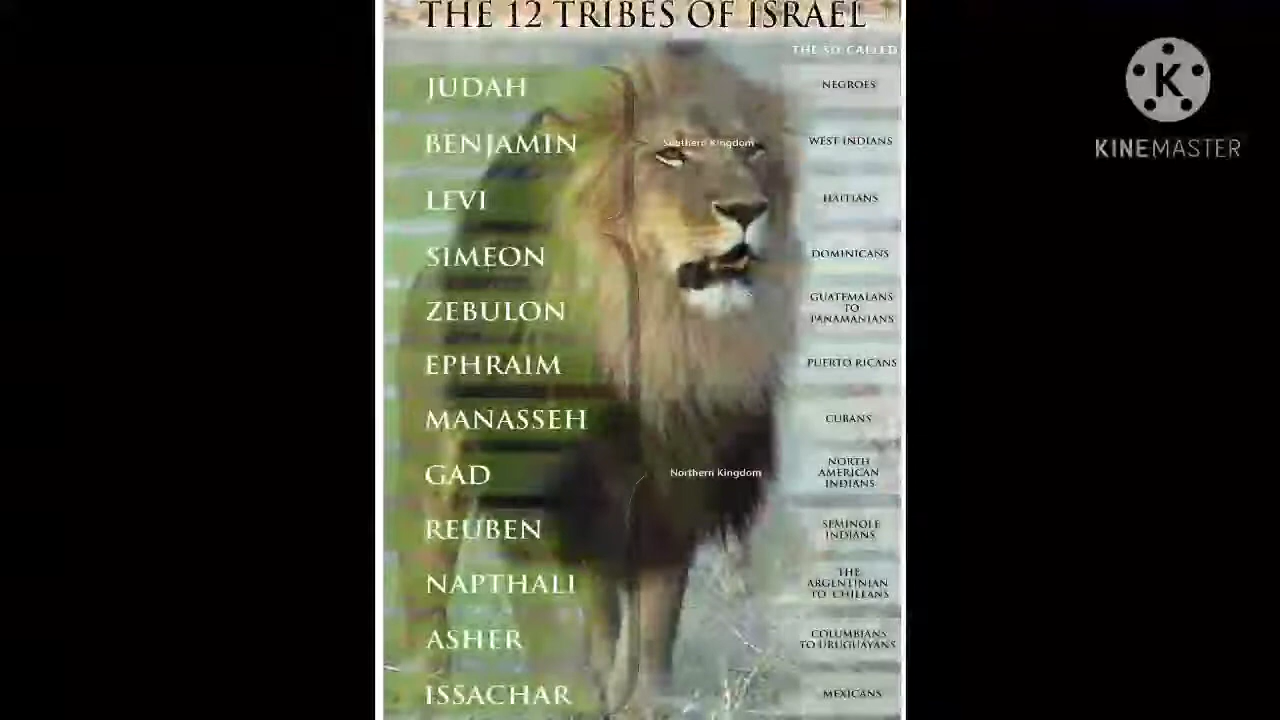 THE 12 TRIBES OF ISRAEL
THE SO CALLED
JUDAH
NEGROES
BENJAMIN
Southern Kingdom
WEST INDIANS
LEVI
HAITIANS
SIMEON
DOMINICANS
ZEBULON
GUATEMALANS
TO
PANAMANIANS
EPHRAIM
PUERTO RICANS
MANASSEH
CUBANS
GAD
Northern Kingdom
NORTH
AMERICAN
INDIANS
REUBEN
SEMINOLE
INDIANS
NAPTHALI
THE
ARGENTINIAN
TO CHILEANS
ASHER
COLUMBIANS
TO URUGUAYANS
ISSACHAR
MEXICANS
K
KINEMASTER